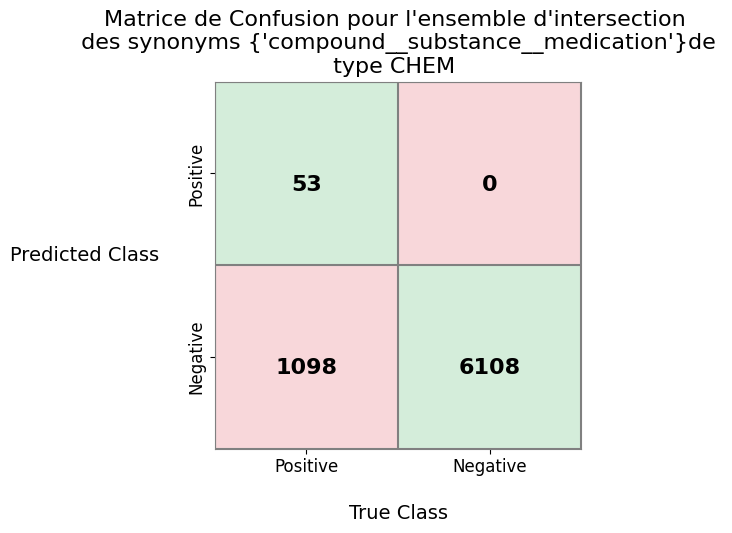 Matrice de Confusion pour l'ensemble d'intersection
des synonyms {'compound__substance__medication'}de
type CHEM
Positive
53
0
Predicted Class
Negative
1098
6108
Positive
Negative
True Class